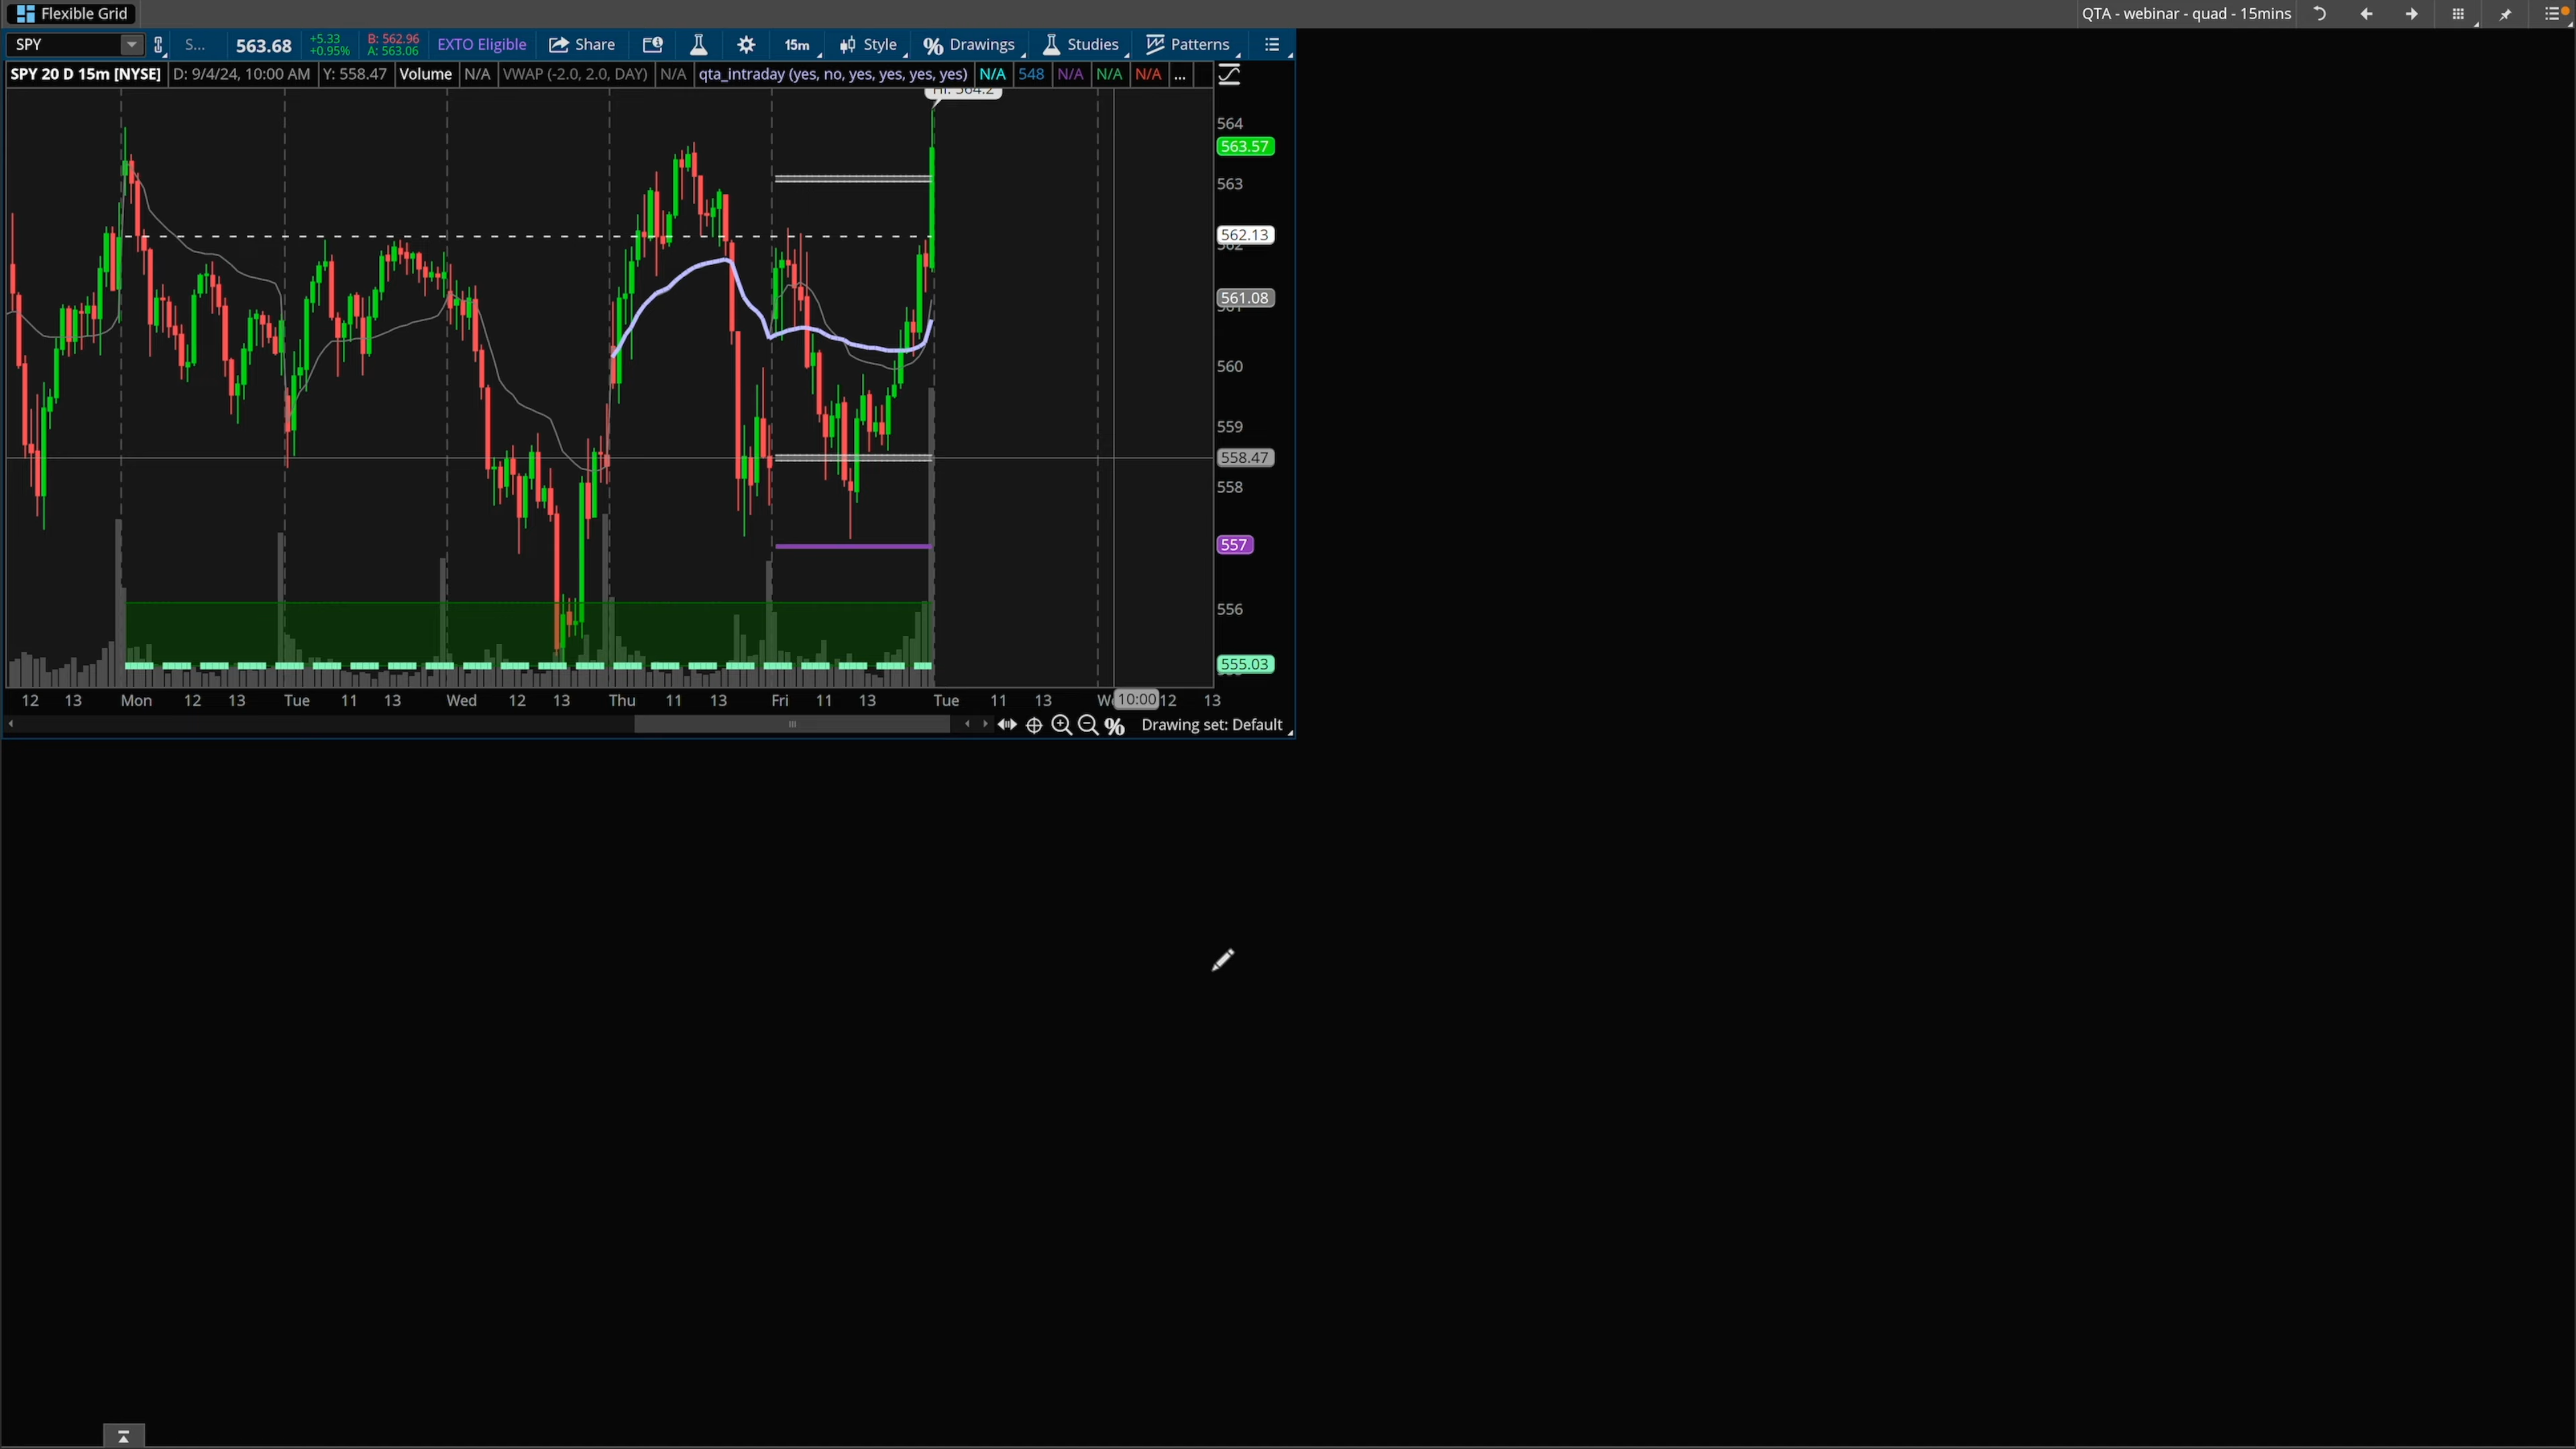 Flexible Grid
QTA - webinar - quad - 15mins
SPY
S...
563.68
+5.33
+0.95%
B: 562.96
A: 563.06
EXTO Eligible
Share
15m
Style
Drawings
Studies
Patterns
SPY 20 D 15m [NYSE]
D: 9/4/24, 10:00 AM
Y: 558.47
Volume
N/A
VWAP (-2.0, 2.0, DAY)
N/A
qta_intraday (yes, no, yes, yes, yes, yes)
N/A
548
N/A
N/A
N/A
...
Hi: 564.2
564
563.57
563
562.13
562
561.08
561
560
559
558.47
558
557
556
555.03
12 13 Mon 12 13 Tue 11 13 Wed 12 13 Thu 11 13 Fri 11 13 Tue 11 13 10:00 12 13
Drawing set: Default